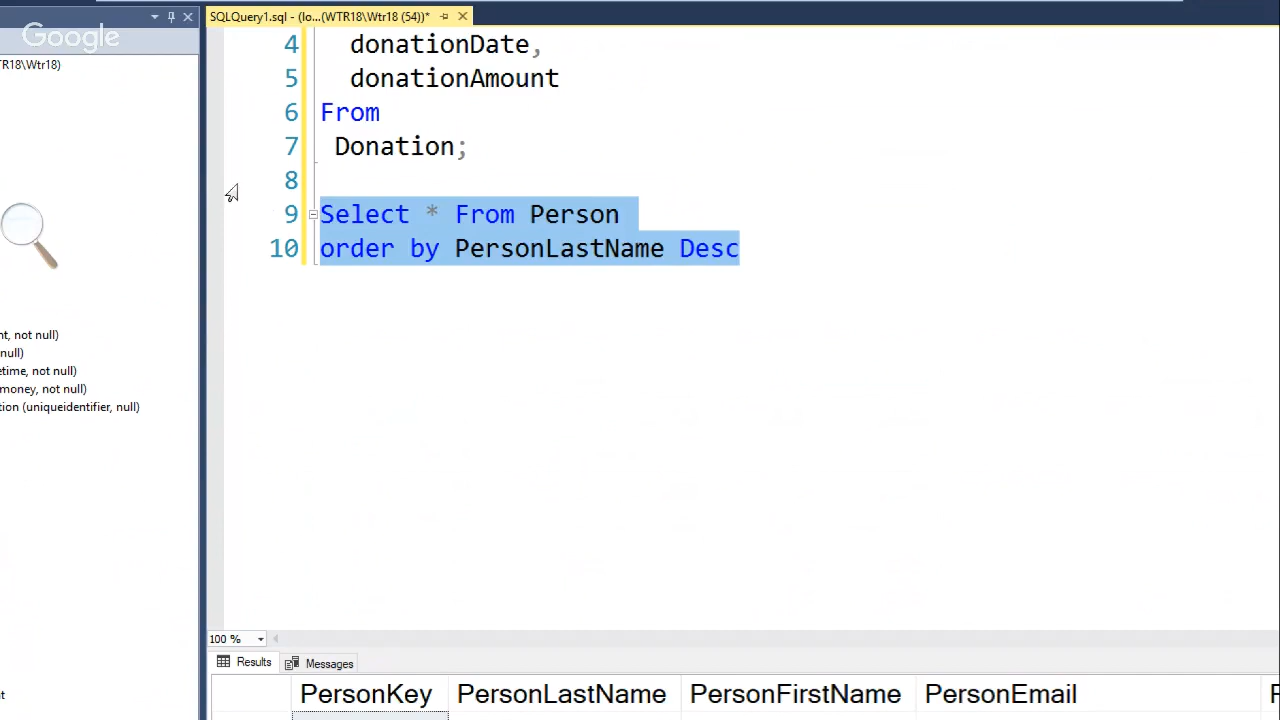 SQLQuery1.sql - (lo...(WTR18\Wtr18 (54))*
Google
TR18\Wtr18)
nt, not null)
null)
etime, not null)
money, not null)
tion (uniqueidentifier, null)
t
4 donationDate,
5 donationAmount
6 From
7 Donation;
8
9 Select * From Person
10 order by PersonLastName Desc
100 %
Results Messages
PersonKey PersonLastName PersonFirstName PersonEmail